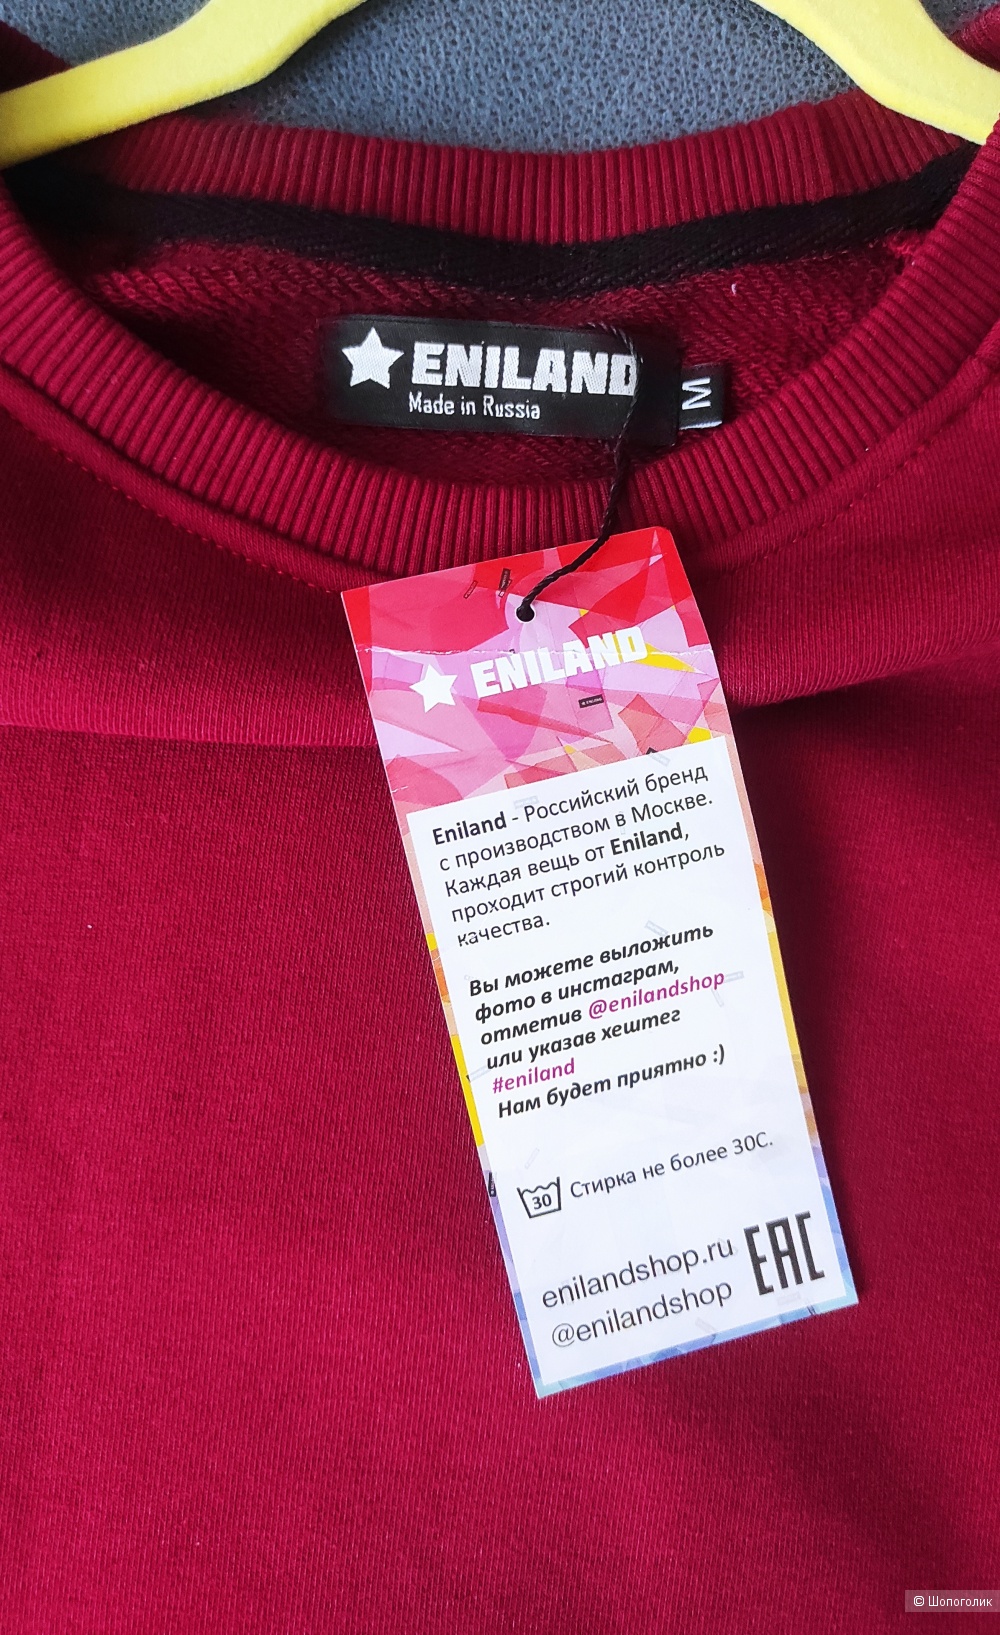 ENILAND
Made in Russia
M
ENILAND
Eniland - Российский бренд
с производством в Москве.
Каждая вещь от Eniland,
проходит строгий контроль
качества.
Вы можете выложить
фото в инстаграм,
отметив @enilandshop
или указав хештег
#eniland
Нам будет приятно :)
30 Стирка не более 30С.
enilandshop.ru
@enilandshop
EAC
© Шопоголик